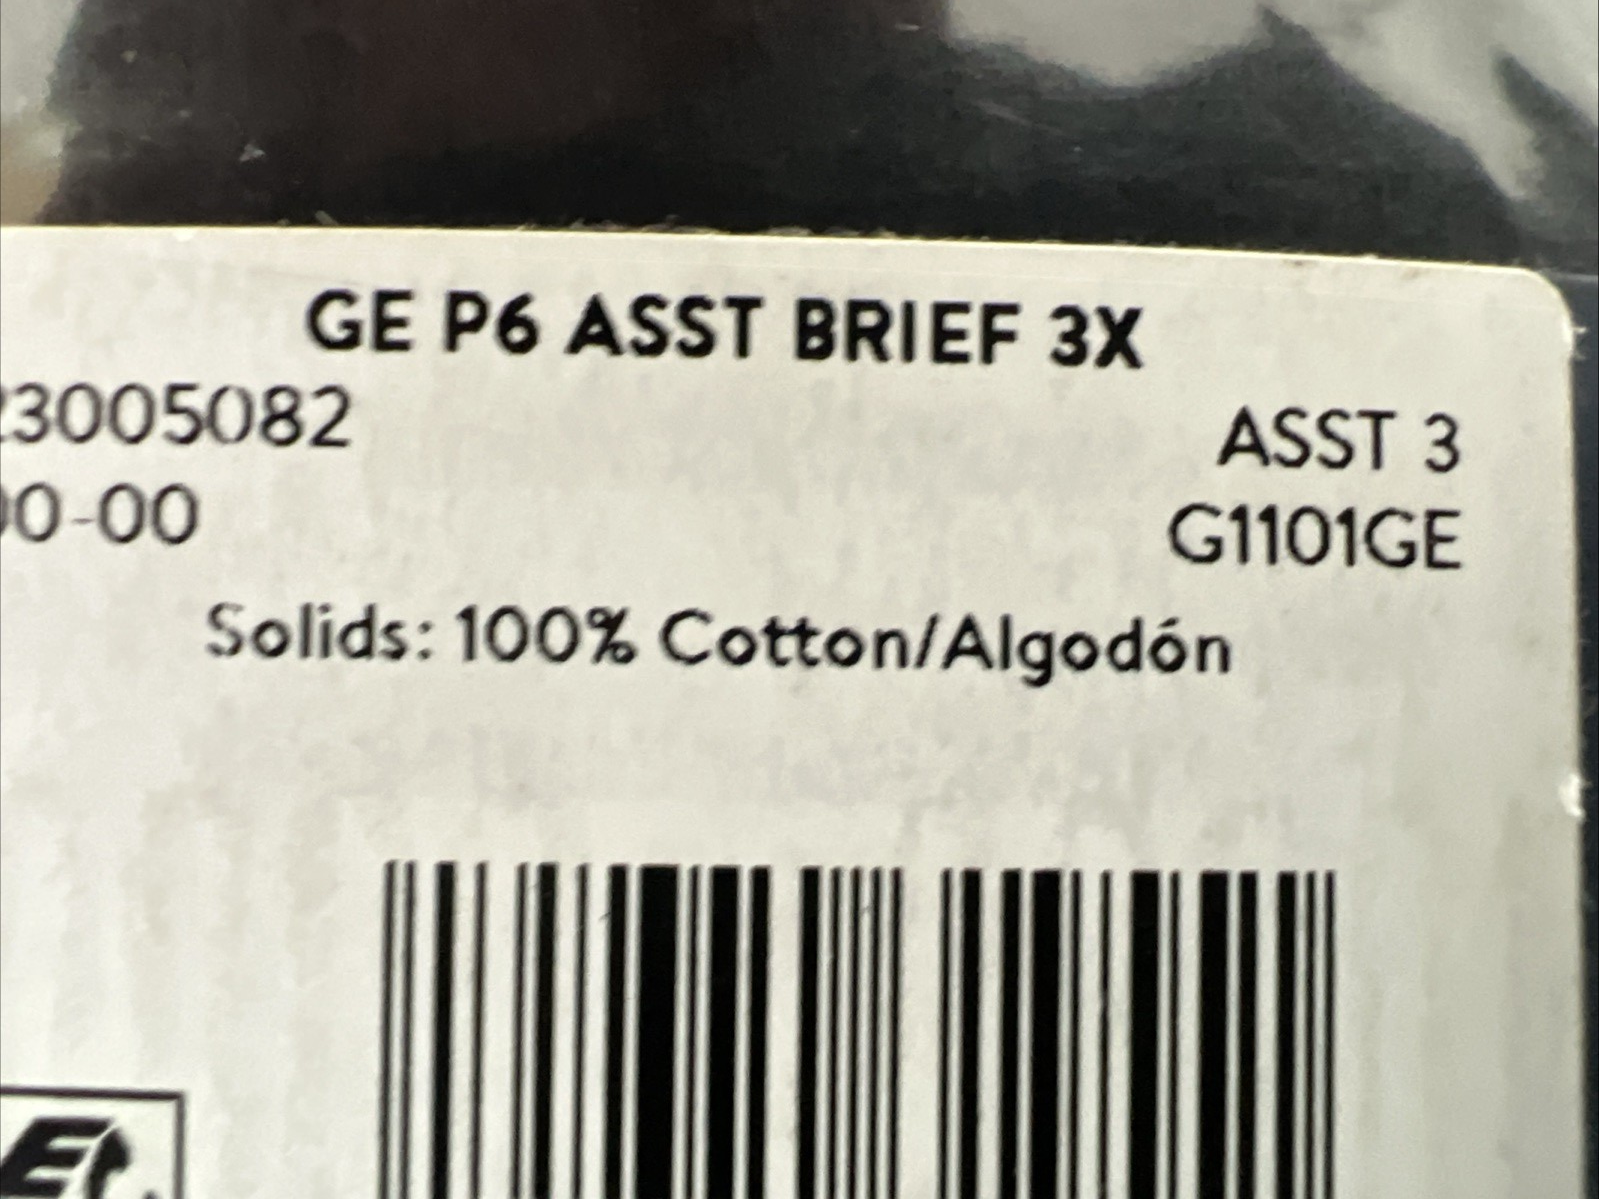 GE P6 ASST BRIEF 3X
3005082
ASST 3
0-00
G1101GE
Solids: 100% Cotton/Algodón